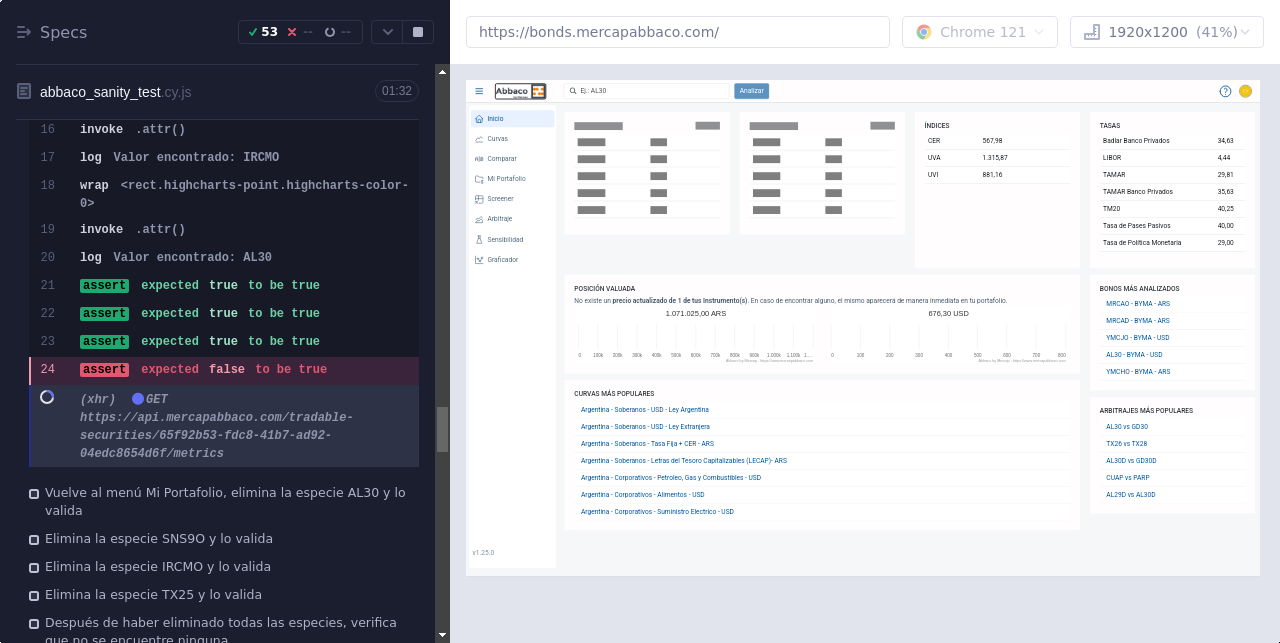 Specs
53
--
--
abbaco_sanity_test.cy.js
01:32
16 invoke .attr()
17 log Valor encontrado: IRCMO
18 wrap <rect.highcharts-point.highcharts-color-
0>
19 invoke .attr()
20 log Valor encontrado: AL30
21 assert expected true to be true
22 assert expected true to be true
23 assert expected true to be true
24 assert expected false to be true
(xhr) GET
https://api.mercapabbaco.com/tradable-
securities/65f92b53-fdc8-41b7-ad92-
04edc8654d6f/metrics
Vuelve al menú Mi Portafolio, elimina la especie AL30 y lo
valida
Elimina la especie SNS9O y lo valida
Elimina la especie IRCMO y lo valida
Elimina la especie TX25 y lo valida
Después de haber eliminado todas las especies, verifica
que no se encuentre ninguna
https://bonds.mercapabbaco.com/
Chrome 121
1920x1200 (41%)
Abbaco
Ej.: AL30
Analizar
Inicio
Curvas
Comparar
Mi Portafolio
Screener
Arbitraje
Sensibilidad
Graficador
v1.25.0
ÍNDICES
CER 567,98
UVA 1.315,87
UVI 881,16
TASAS
Badlar Banco Privados 34,63
LIBOR 4,44
TAMAR 29,81
TAMAR Banco Privados 35,63
TM20 40,25
Tasa de Pases Pasivos 40,00
Tasa de Política Monetaria 29,00
POSICIÓN VALUADA
No existe un precio actualizado de 1 de tus instrumento(s). En caso de encontrar alguno, el mismo aparecerá de manera inmediata en tu portafolio.
1.071.025,00 ARS
0 100k 200k 300k 400k 500k 600k 700k 800k 900k 1.000k 1.100k 1....
676,30 USD
0 100 200 300 400 500 600 700 800
CURVAS MÁS POPULARES
Argentina - Soberanos - USD - Ley Argentina
Argentina - Soberanos - USD - Ley Extranjera
Argentina - Soberanos - Tasa Fija + CER - ARS
Argentina - Soberanos - Letras del Tesoro Capitalizables (LECAP)- ARS
Argentina - Corporativos - Petroleo, Gas y Combustibles - USD
Argentina - Corporativos - Alimentos - USD
Argentina - Corporativos - Suministro Electrico - USD
BONOS MÁS ANALIZADOS
MRCAO - BYMA - ARS
MRCAD - BYMA - ARS
YMCJO - BYMA - USD
AL30 - BYMA - USD
YMCHO - BYMA - ARS
ARBITRAJES MÁS POPULARES
AL30 vs GD30
TX26 vs TX28
AL30D vs GD30D
CUAP vs PARP
AL29D vs AL30D